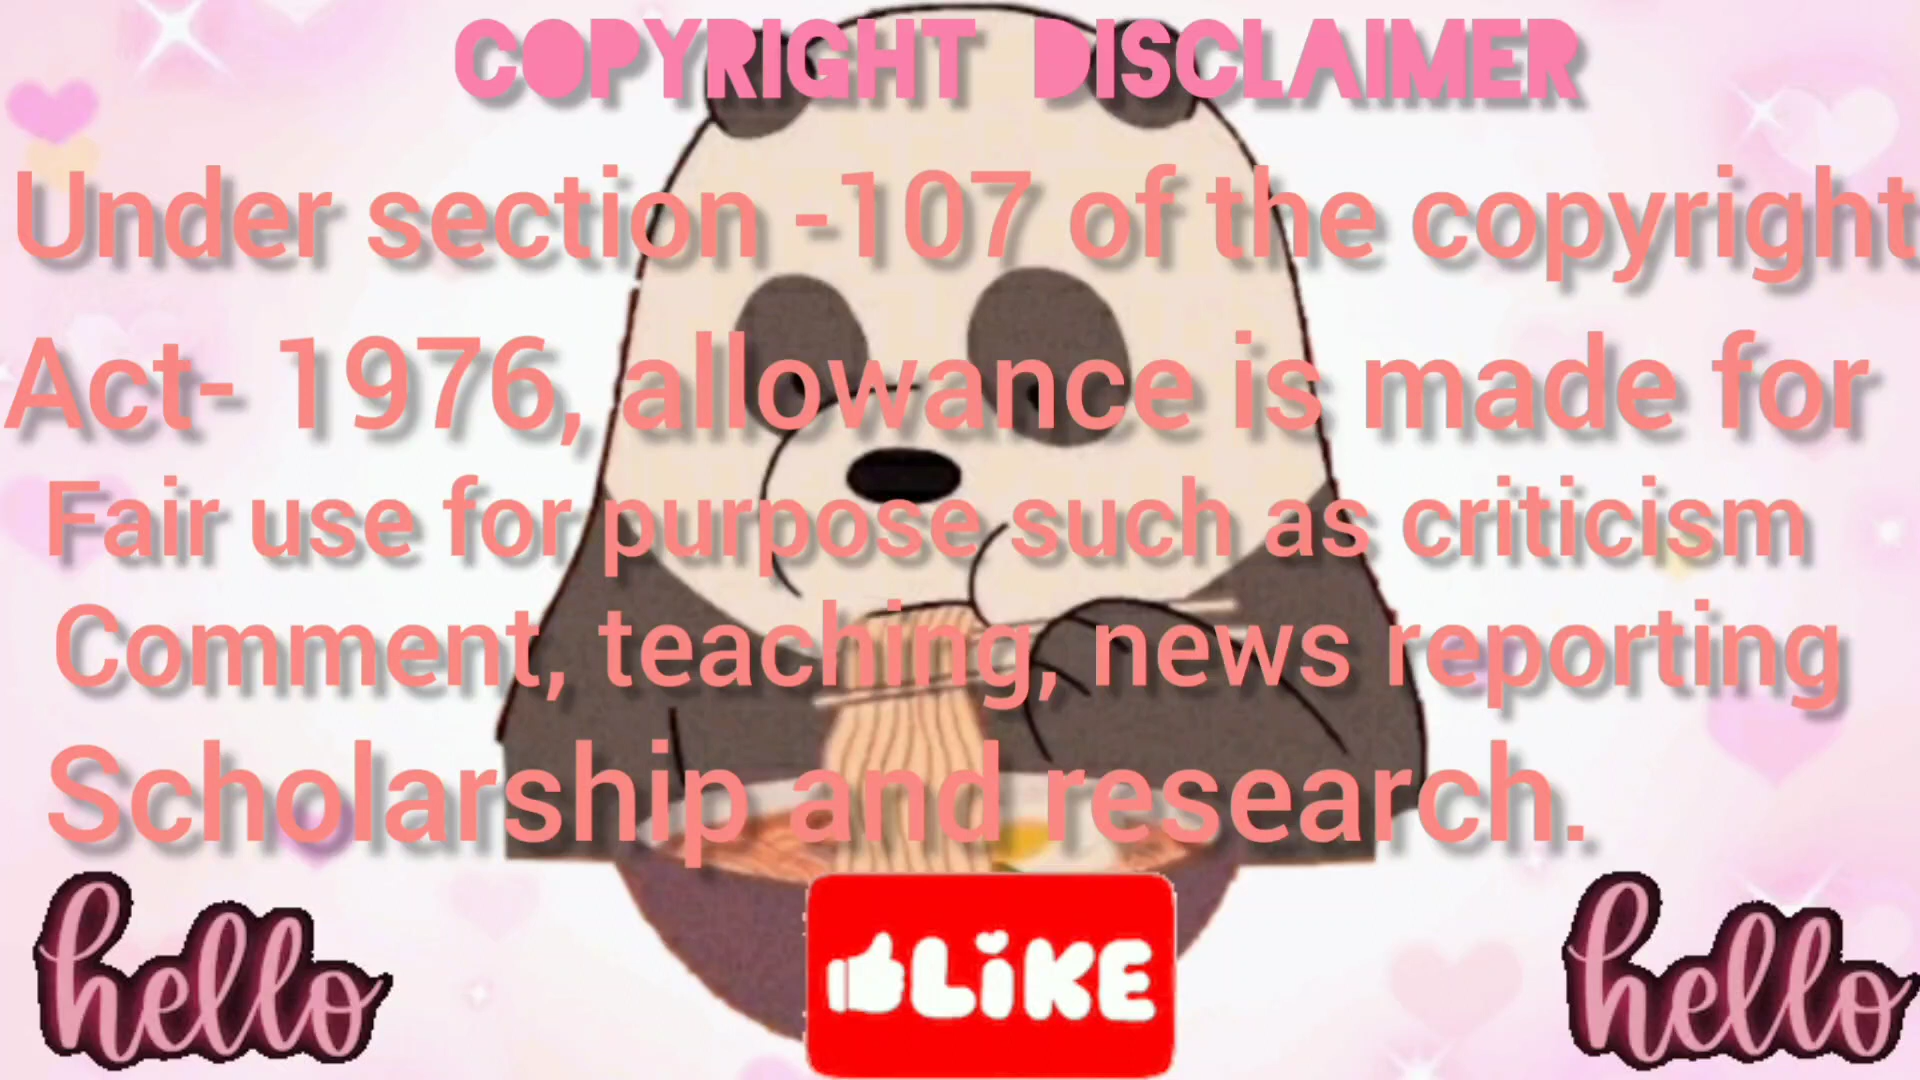 COPYRIGHT DISCLAIMER
Under section -107 of the copyright
Act- 1976, allowance is made for
Fair use for purpose such as criticism
Comment, teaching, news reporting
Scholarship and research.
hello
LiKE
hello